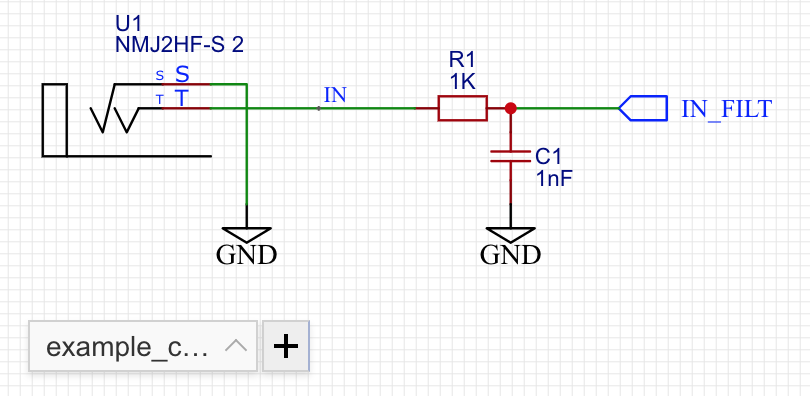 U1
NMJ2HF-S 2
S S
T T
IN
R1
1K
IN_FILT
C1
1nF
GND
GND
example_c...
+